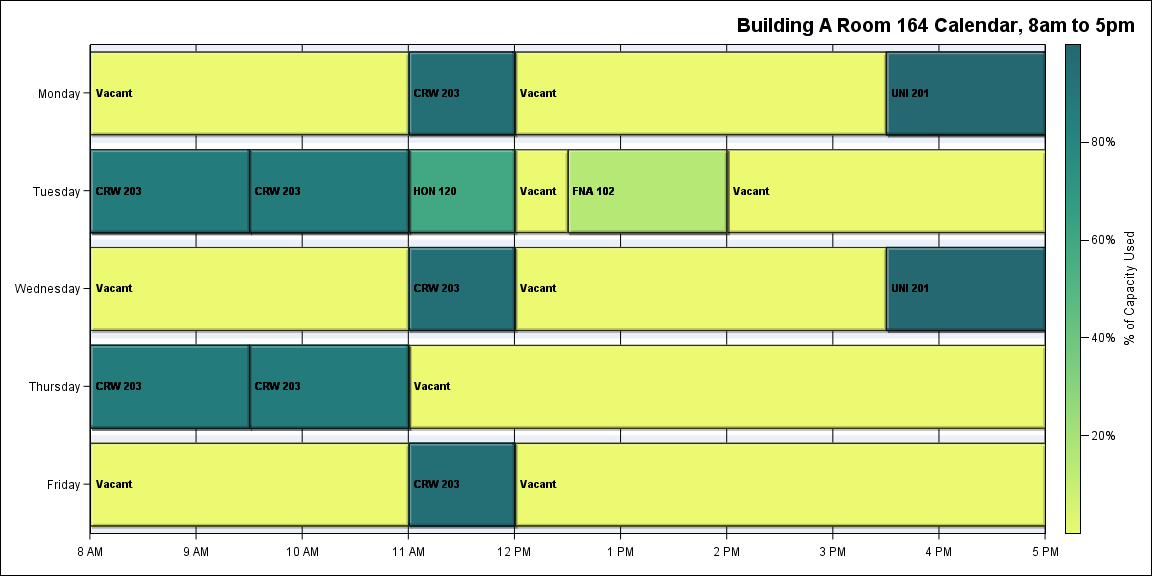 Building A Room 164 Calendar, 8am to 5pm
Monday
Vacant
CRW 203
Vacant
UNI 201
Tuesday
CRW 203
CRW 203
HON 120
Vacant
FNA 102
Vacant
Wednesday
Vacant
CRW 203
Vacant
UNI 201
Thursday
CRW 203
CRW 203
Vacant
Friday
Vacant
CRW 203
Vacant
8 AM
9 AM
10 AM
11 AM
12 PM
1 PM
2 PM
3 PM
4 PM
5 PM
80%
60%
40%
20%
% of Capacity Used